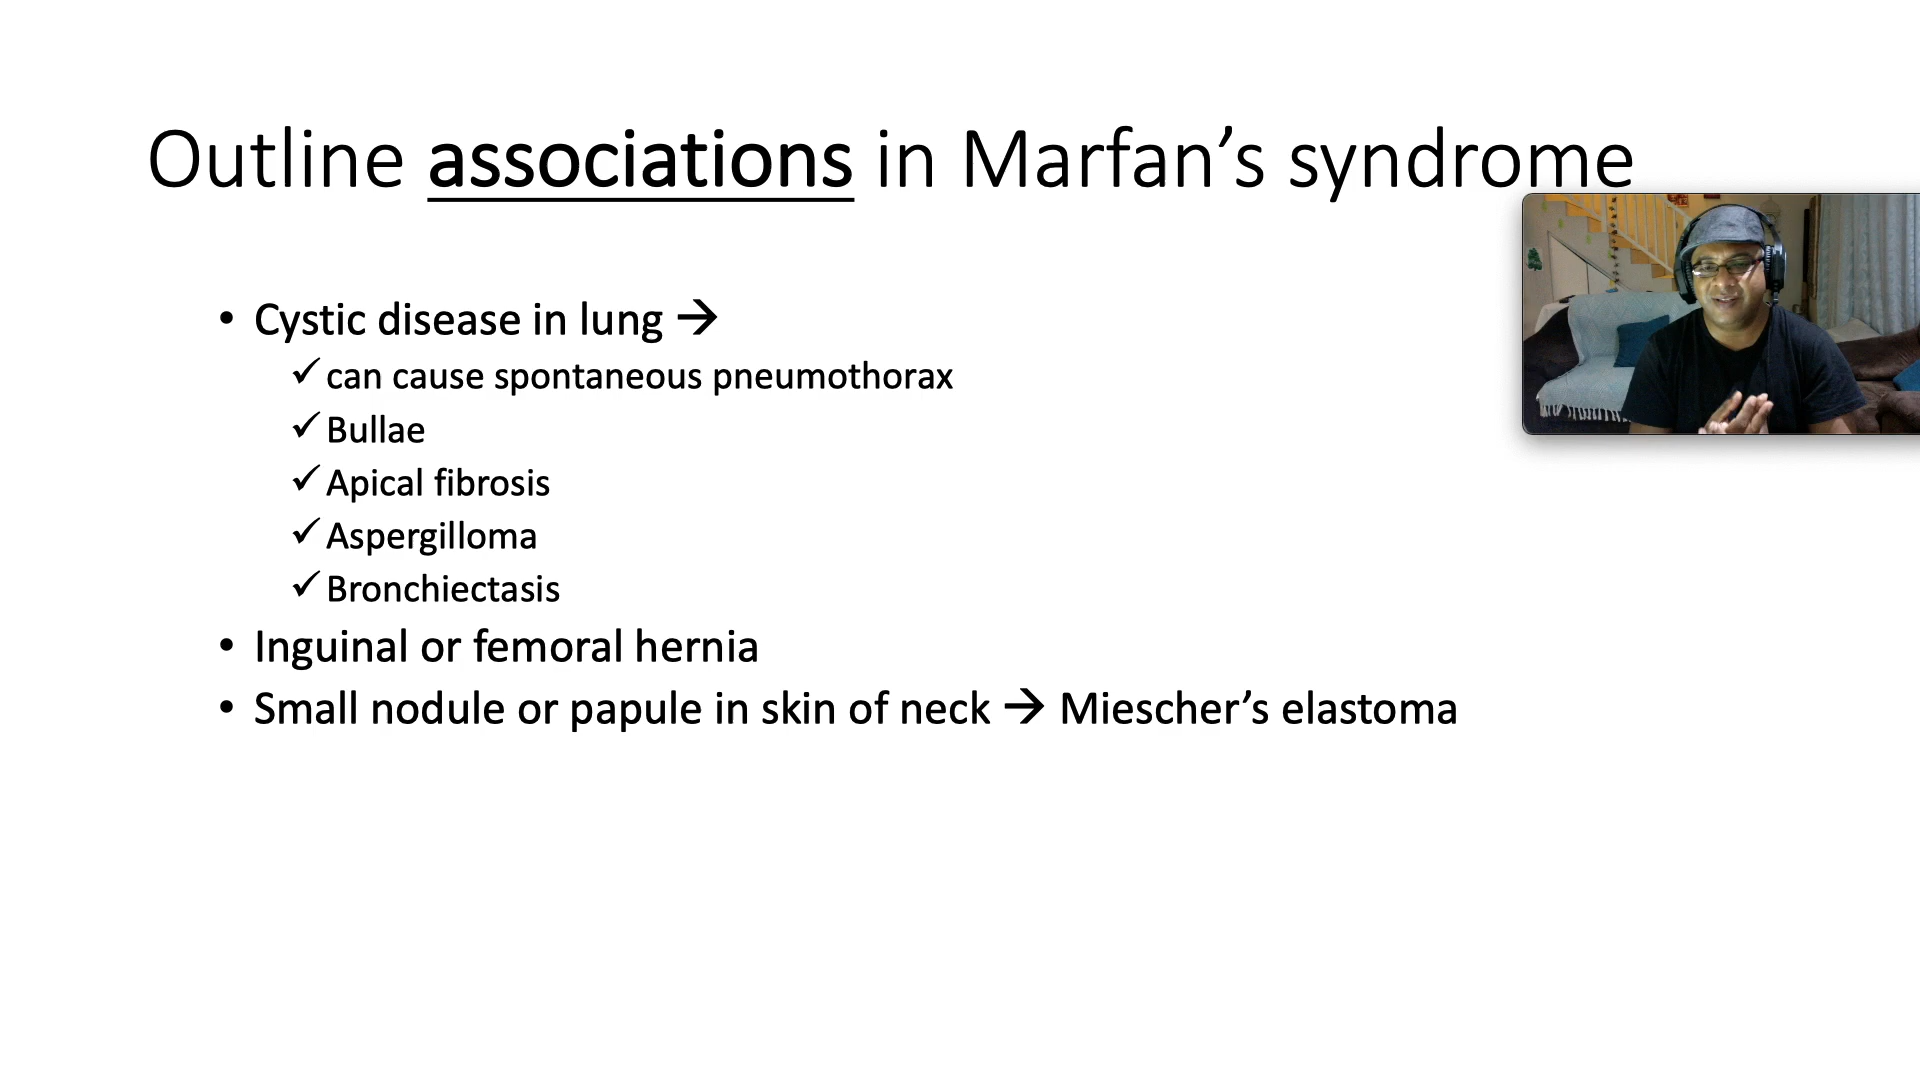 Outline associations in Marfan’s syndrome
• Cystic disease in lung →
✓ can cause spontaneous pneumothorax
✓ Bullae
✓ Apical fibrosis
✓ Aspergilloma
✓ Bronchiectasis
• Inguinal or femoral hernia
• Small nodule or papule in skin of neck → Miescher’s elastoma